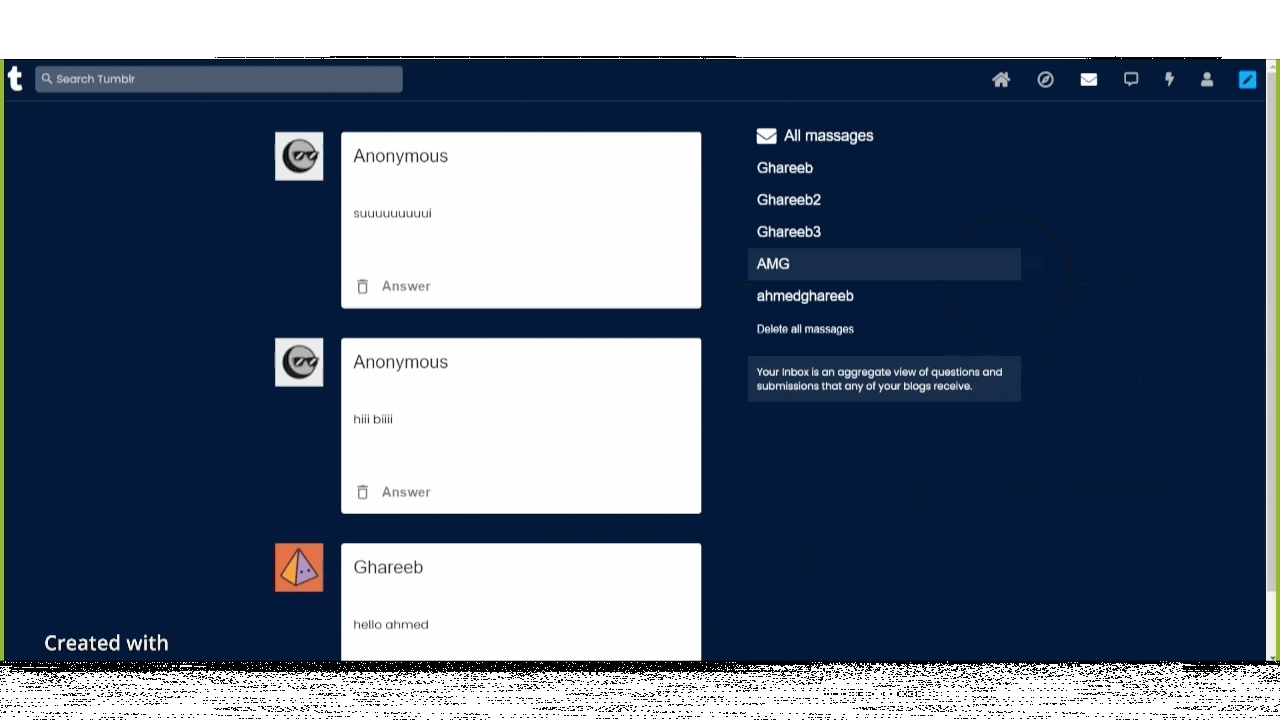 t
Search Tumblr
Anonymous
suuuuuuuuui
Answer
Anonymous
hiii biiii
Answer
Ghareeb
hello ahmed
All massages
Ghareeb
Ghareeb2
Ghareeb3
AMG
ahmedghareeb
Delete all massages
Your Inbox is an aggregate view of questions and
submissions that any of your blogs receive.
Created with